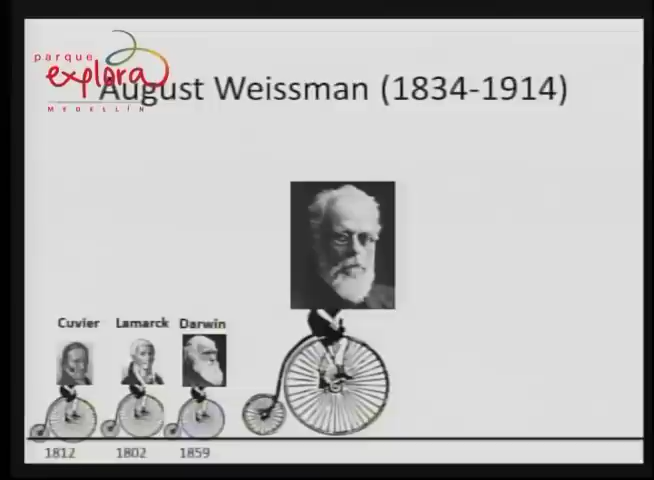 parque
explora
MEDELLÍN
August Weissman (1834-1914)
Cuvier Lamarck Darwin
1812 1802 1859